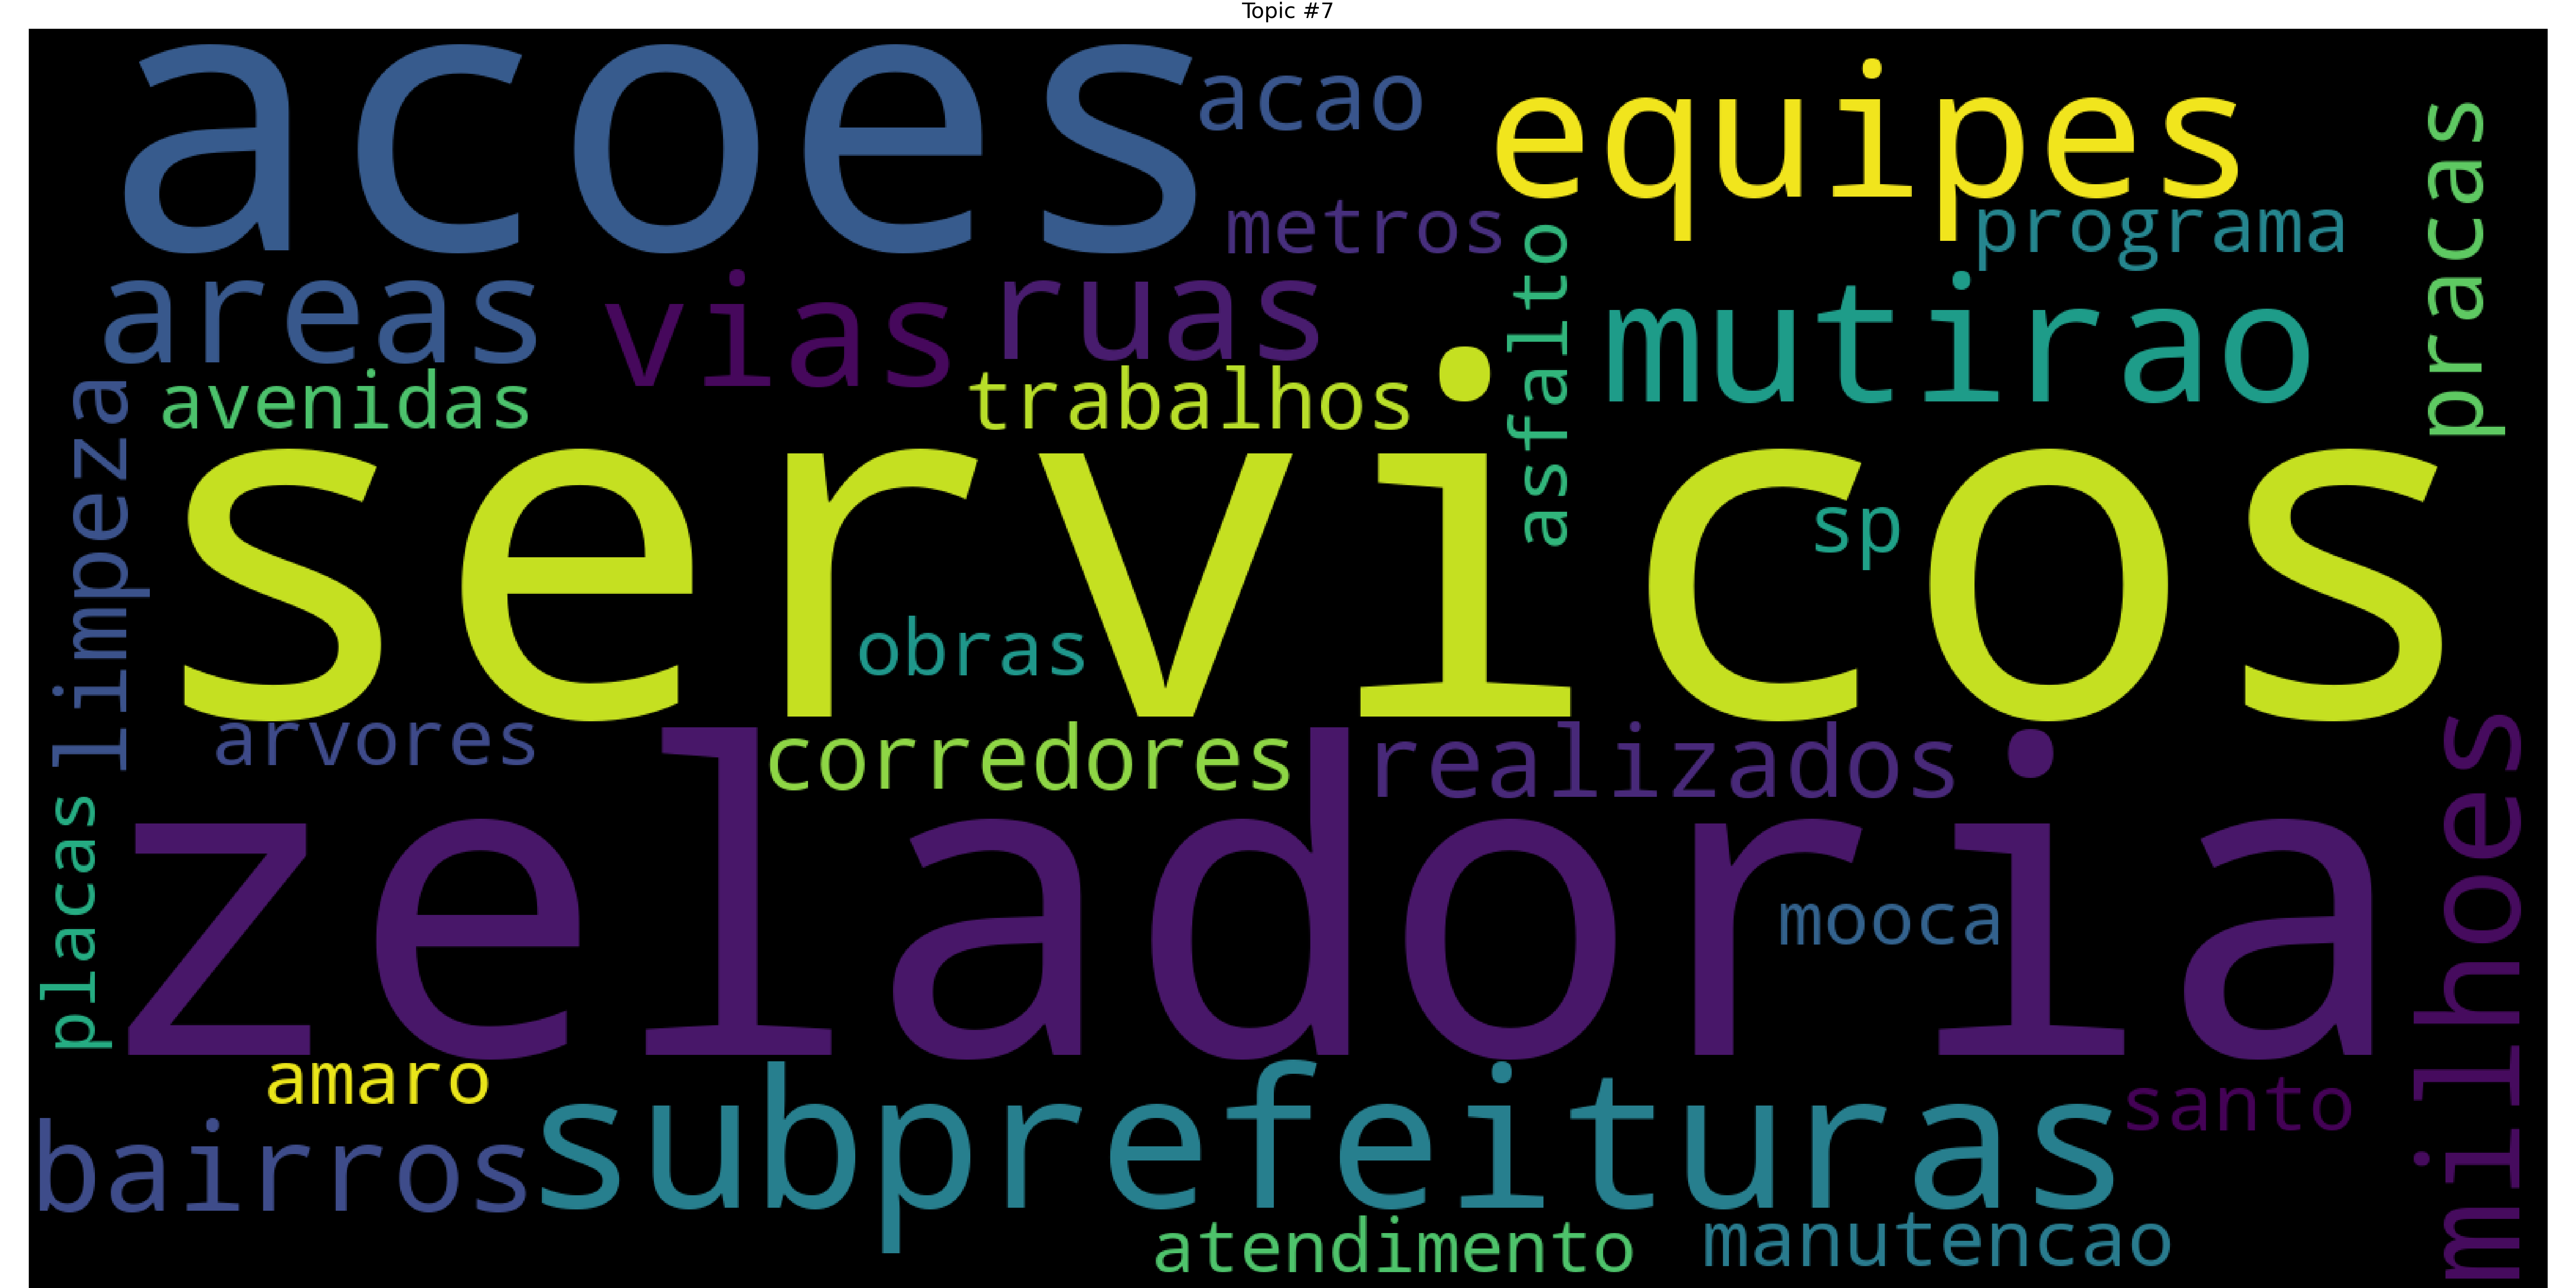 Topic #7
acoes
acao
equipes
pracas
metros
programa
areas
vias
ruas
asfalto
mutirao
limpeza
avenidas
trabalhos
servicos
sp
obras
arvores
corredores
realizados
milhoes
placas
zeladoria
mooca
amaro
santo
bairros
subprefeituras
atendimento
manutencao